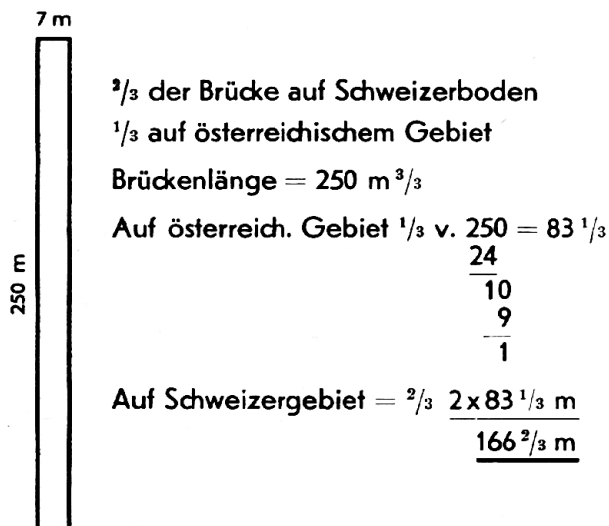 7 m
²/₃ der Brücke auf Schweizerboden
¹/₃ auf österreichischem Gebiet
Brückenlänge = 250 m ³/₃
Auf österreich. Gebiet ¹/₃ v. 250 = 83 ¹/₃
24
10
9
1
250 m
Auf Schweizergebiet = ²/₃ 2 x 83 ¹/₃ m
166 ²/₃ m